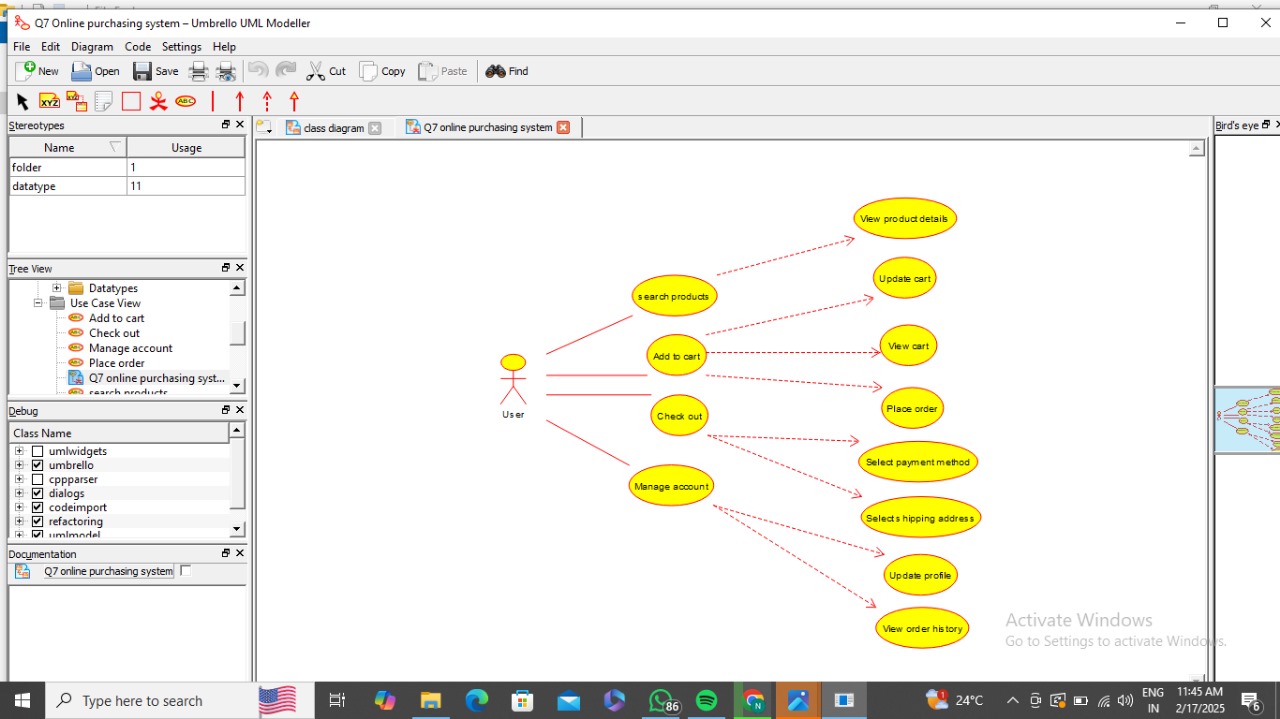 Q7 Online purchasing system – Umbrello UML Modeller
File Edit Diagram Code Settings Help
New Open Save Cut Copy Paste Find
XYZ ABC
Stereotypes
Name Usage
folder 1
datatype 11
Tree View
Datatypes
Use Case View
Add to cart
Check out
Manage account
Place order
Q7 online purchasing syst...
search products
Debug
Class Name
umlwidgets
umbrello
cppparser
dialogs
codeimport
refactoring
umlmodel
Documentation
Q7 online purchasing system
class diagram
Q7 online purchasing system
Bird's eye
View product details
Update cart
search products
View cart
Add to cart
Place order
User
Check out
Select payment method
Manage account
Selects hipping address
Update profile
View order history
Activate Windows
Go to Settings to activate Windows.
Type here to search
86
N
1
24°C
ENG
IN
11:45 AM
2/17/2025
6